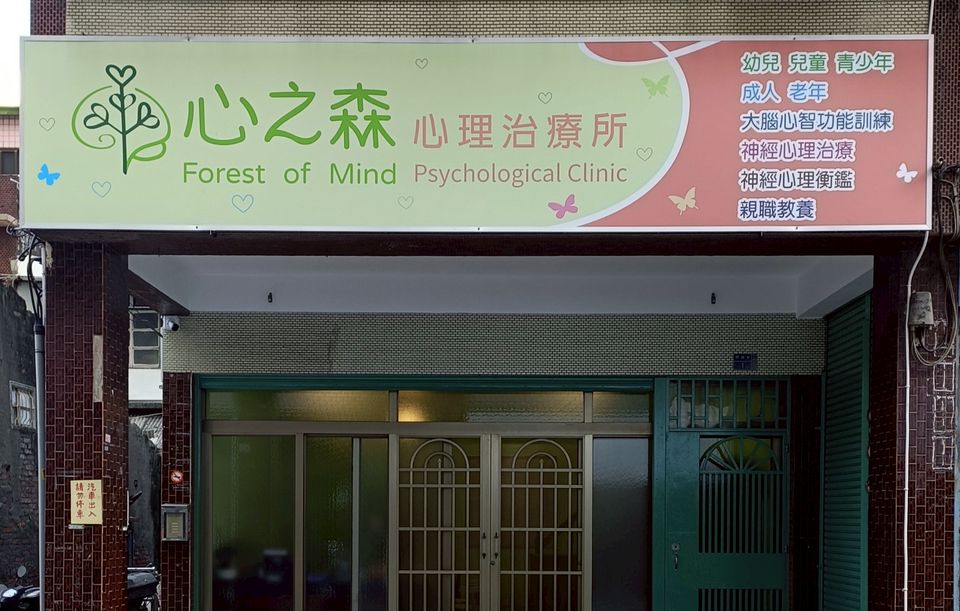 心之森
Forest of Mind
心理治療所
Psychological Clinic
幼兒 兒童 青少年
成人 老年
大腦心智功能訓練
神經心理治療
神經心理衡鑑
親職教養
汽車出入
請勿停車